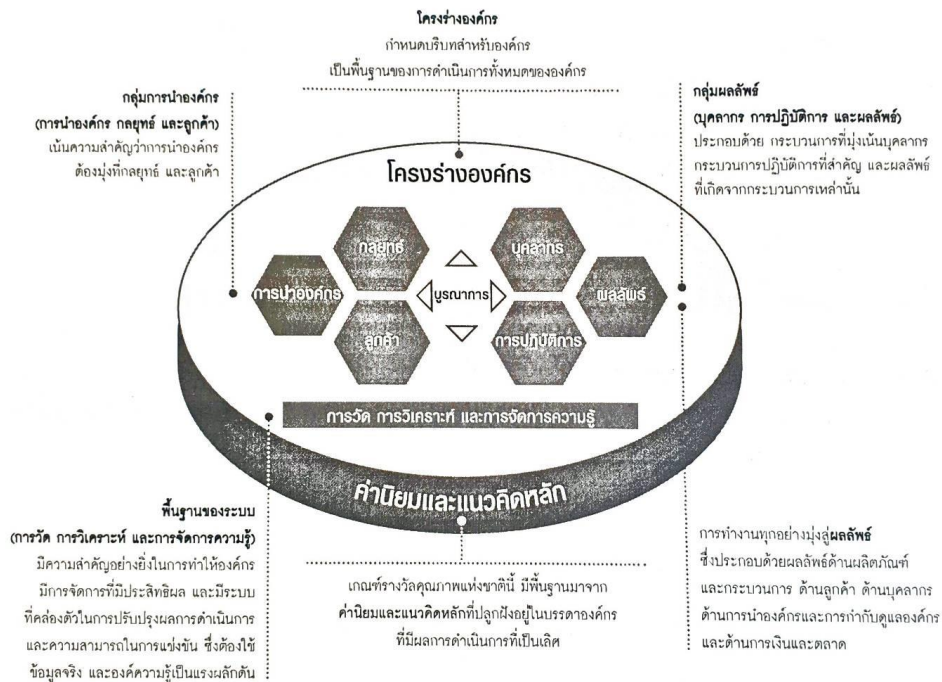 โครงร่างองค์กร
กำหนดบริบทสำหรับองค์กร
เป็นพื้นฐานของการดำเนินการทั้งหมดขององค์กร
กลุ่มการนำองค์กร
(การนำองค์กร กลยุทธ์ และลูกค้า)
เน้นความสำคัญว่าการนำองค์กร
ต้องมุ่งที่กลยุทธ์ และลูกค้า
กลุ่มผลลัพธ์
(บุคลากร การปฏิบัติการ และผลลัพธ์)
ประกอบด้วย กระบวนการที่มุ่งเน้นบุคลากร
กระบวนการปฏิบัติการที่สำคัญ และผลลัพธ์
ที่เกิดจากกระบวนการเหล่านั้น
โครงร่างองค์กร
กลยุทธ์
บุคลากร
การนำองค์กร
บูรณาการ
ผลลัพธ์
ลูกค้า
การปฏิบัติการ
การวัด การวิเคราะห์ และการจัดการความรู้
ค่านิยมและแนวคิดหลัก
พื้นฐานของระบบ
(การวัด การวิเคราะห์ และการจัดการความรู้)
มีความสำคัญอย่างยิ่งในการทำให้องค์กร
มีการจัดการที่มีประสิทธิผล และมีระบบ
ที่คล่องตัวในการปรับปรุงผลการดำเนินการ
และความสามารถในการแข่งขัน ซึ่งต้องใช้
ข้อมูลจริง และองค์ความรู้เป็นแรงผลักดัน
เกณฑ์รางวัลคุณภาพแห่งชาตินี้ มีพื้นฐานมาจาก
ค่านิยมและแนวคิดหลักที่ปลูกฝังอยู่ในบรรดาองค์กร
ที่มีผลการดำเนินการที่เป็นเลิศ
การทำงานทุกอย่างมุ่งสู่ผลลัพธ์
ซึ่งประกอบด้วยผลลัพธ์ด้านผลิตภัณฑ์
และกระบวนการ ด้านลูกค้า ด้านบุคลากร
ด้านการนำองค์กรและการกำกับดูแลองค์กร
และด้านการเงินและตลาด